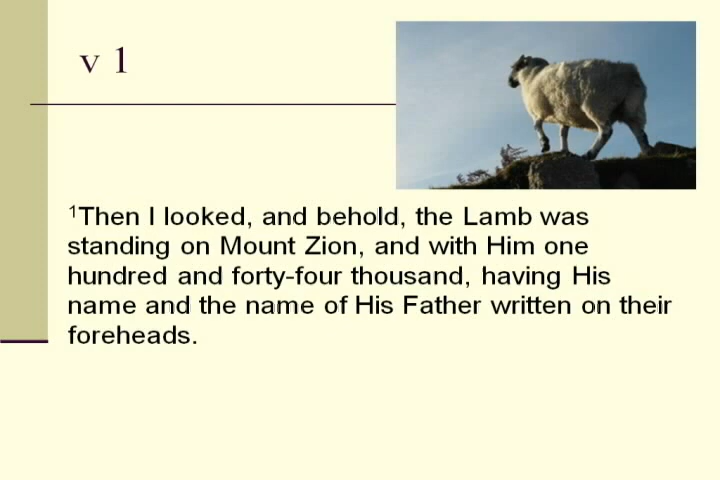 v 1
¹Then I looked, and behold, the Lamb was
standing on Mount Zion, and with Him one
hundred and forty-four thousand, having His
name and the name of His Father written on their
foreheads.